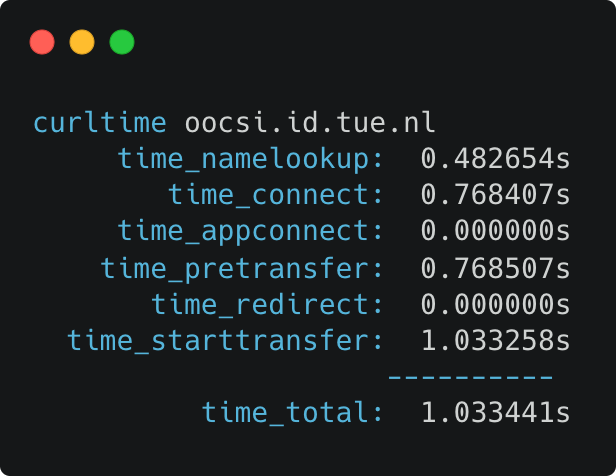 curltime oocsi.id.tue.nl
time_namelookup: 0.482654s
time_connect: 0.768407s
time_appconnect: 0.000000s
time_pretransfer: 0.768507s
time_redirect: 0.000000s
time_starttransfer: 1.033258s
----------
time_total: 1.033441s